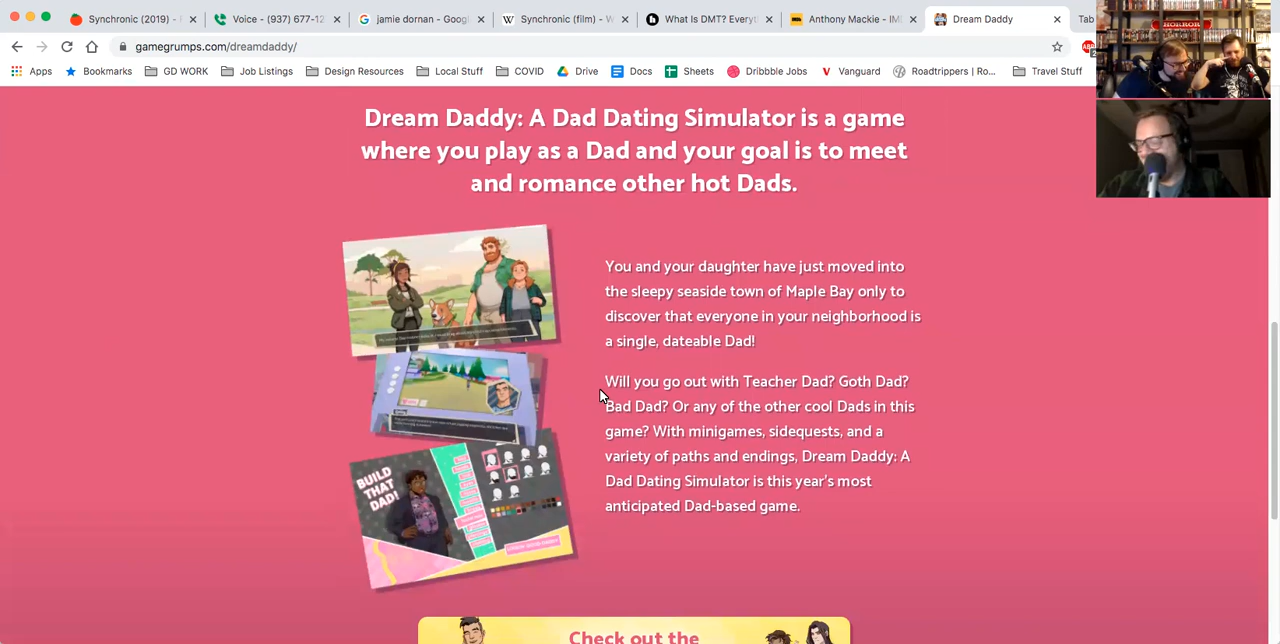 Synchronic (2019) -
Voice - (937) 677-12
jamie dornan - Goog
Synchronic (film) - W
What Is DMT? Every
Anthony Mackie - IM
Dream Daddy
Tab
gamegrumps.com/dreamdaddy/
Apps
Bookmarks
GD WORK
Job Listings
Design Resources
Local Stuff
COVID
Drive
Docs
Sheets
Dribbble Jobs
Vanguard
Roadtrippers | Ro...
Travel Stuff
HORROR
Dream Daddy: A Dad Dating Simulator is a game
where you play as a Dad and your goal is to meet
and romance other hot Dads.
You and your daughter have just moved into
the sleepy seaside town of Maple Bay only to
discover that everyone in your neighborhood is
a single, dateable Dad!
Will you go out with Teacher Dad? Goth Dad?
Bad Dad? Or any of the other cool Dads in this
game? With minigames, sidequests, and a
variety of paths and endings, Dream Daddy: A
Dad Dating Simulator is this year's most
anticipated Dad-based game.
BUILD
THAT
DAD!
Check out the